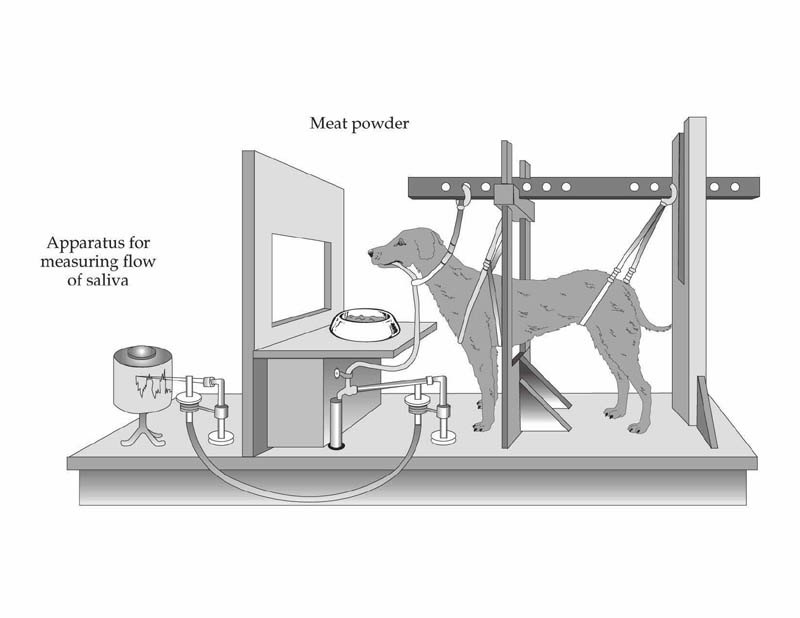 Meat powder
Apparatus for
measuring flow
of saliva